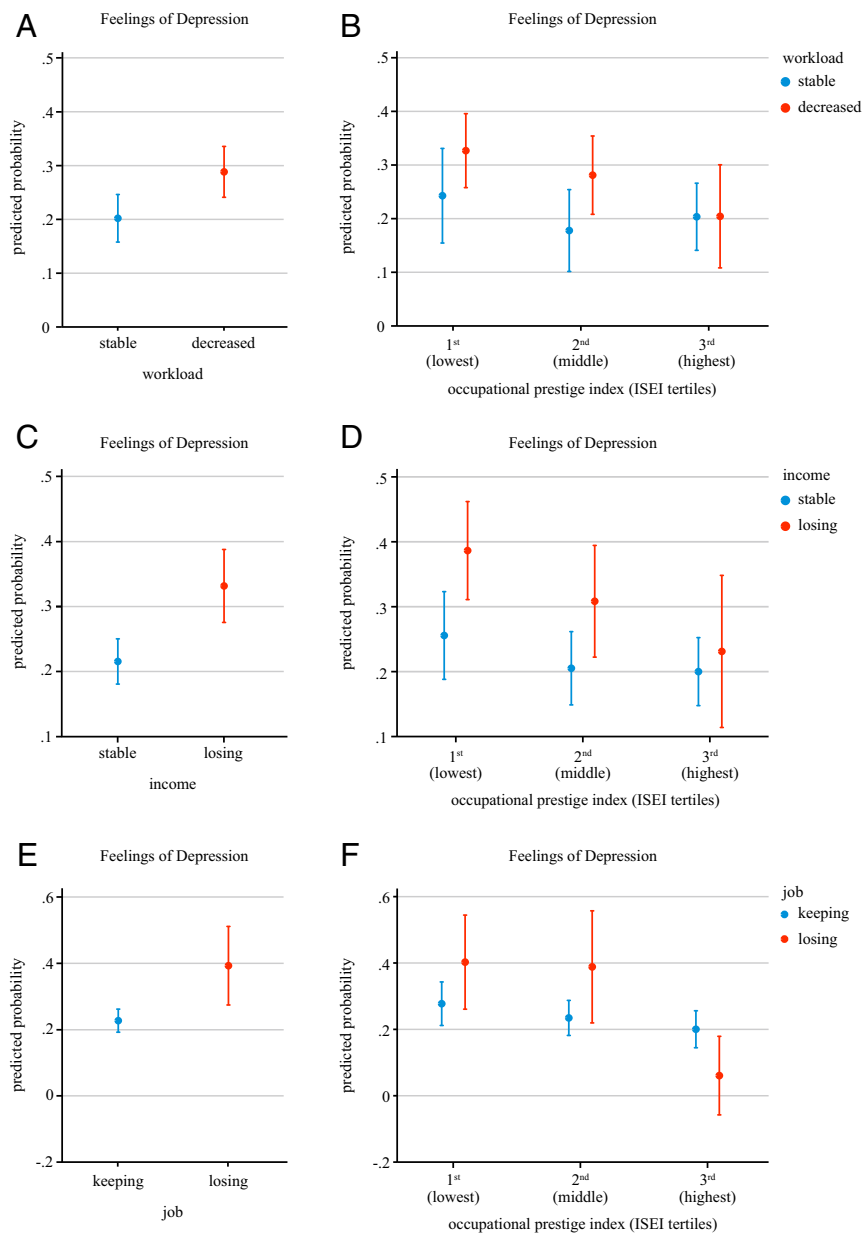 A
Feelings of Depression
predicted probability
.5
.4
.3
.2
.1
0
stable
decreased
workload
B
Feelings of Depression
predicted probability
.5
.4
.3
.2
.1
0
1st
(lowest)
2nd
(middle)
3rd
(highest)
occupational prestige index (ISEI tertiles)
workload
stable
decreased
C
Feelings of Depression
predicted probability
.5
.4
.3
.2
.1
stable
losing
income
D
Feelings of Depression
predicted probability
.5
.4
.3
.2
.1
1st
(lowest)
2nd
(middle)
3rd
(highest)
occupational prestige index (ISEI tertiles)
income
stable
losing
E
Feelings of Depression
predicted probability
.6
.4
.2
0
-.2
keeping
losing
job
F
Feelings of Depression
predicted probability
.6
.4
.2
0
-.2
1st
(lowest)
2nd
(middle)
3rd
(highest)
occupational prestige index (ISEI tertiles)
job
keeping
losing